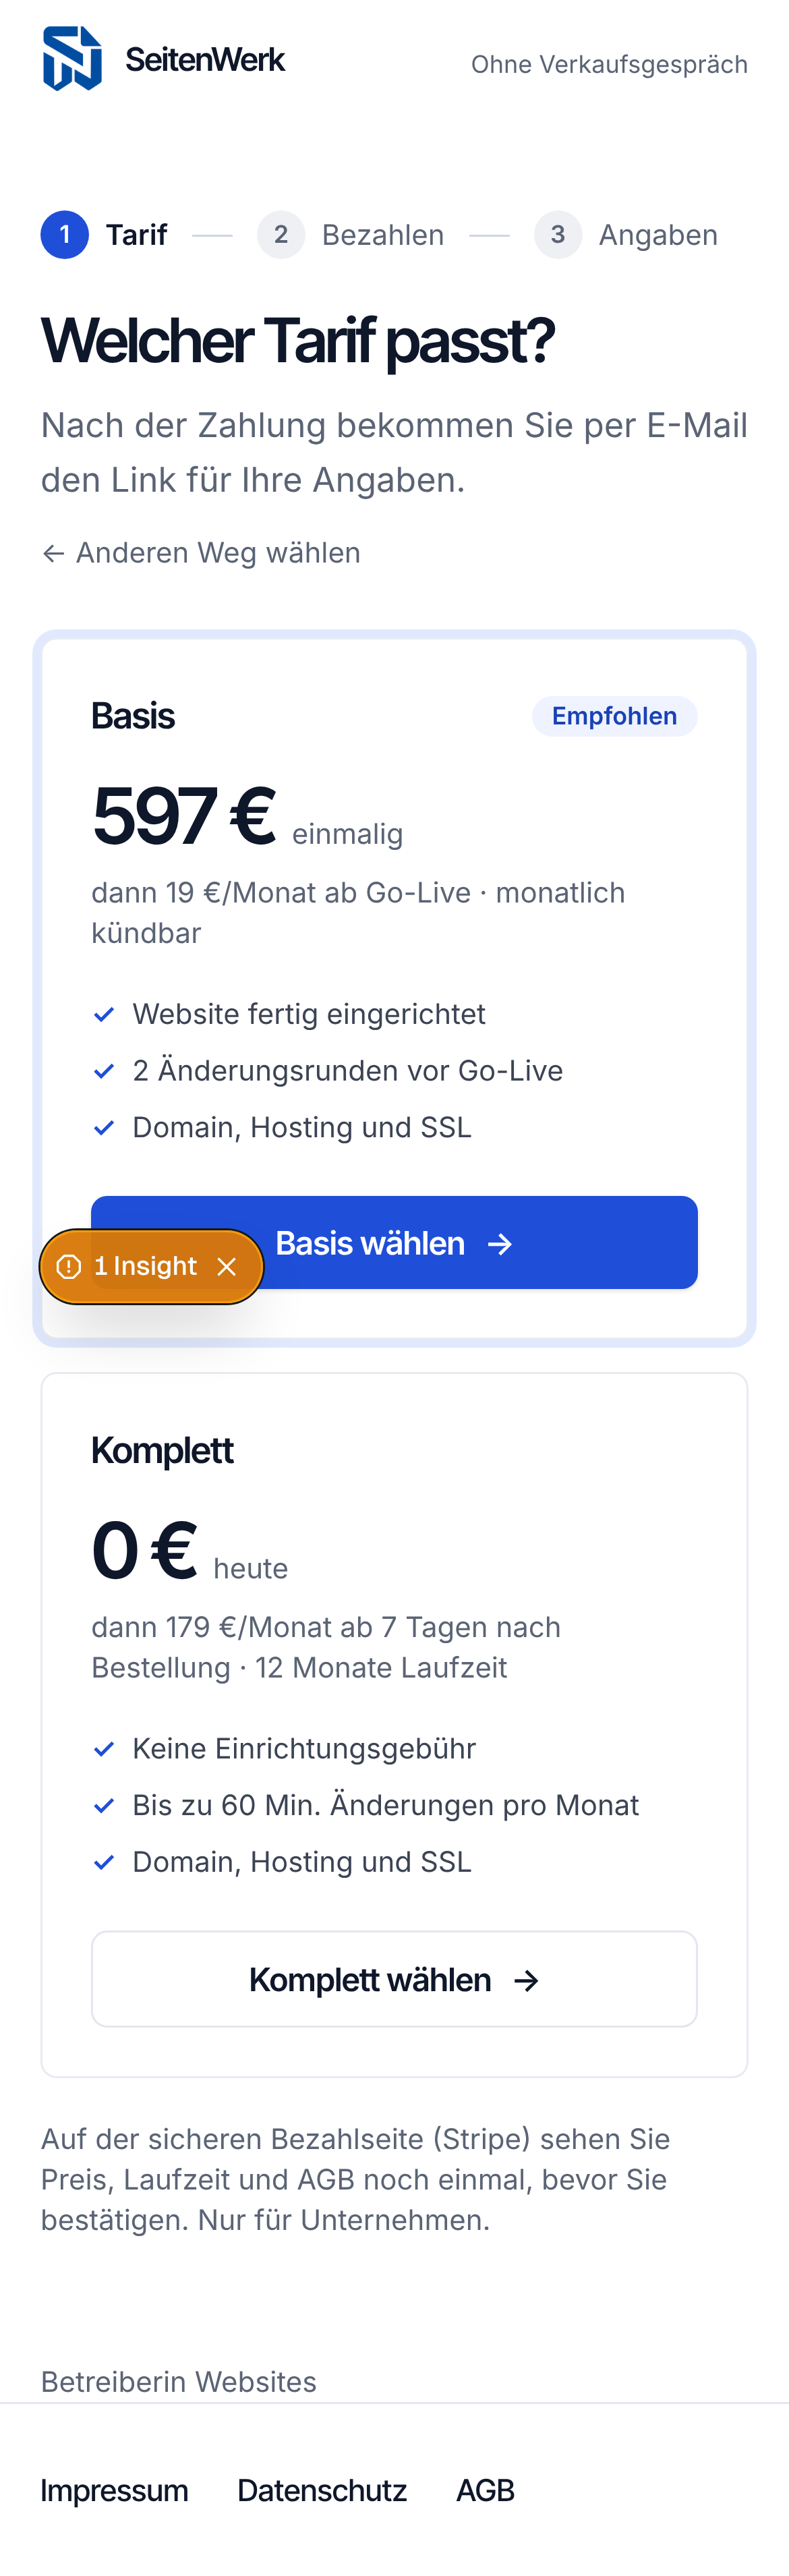 SeitenWerk
Ohne Verkaufsgespräch
1 Tarif 2 Bezahlen 3 Angaben
Welcher Tarif passt?
Nach der Zahlung bekommen Sie per E-Mail
den Link für Ihre Angaben.
← Anderen Weg wählen
Basis
Empfohlen
597 € einmalig
dann 19 €/Monat ab Go-Live · monatlich
kündbar
✓ Website fertig eingerichtet
✓ 2 Änderungsrunden vor Go-Live
✓ Domain, Hosting und SSL
Basis wählen →
1 Insight
Komplett
0 € heute
dann 179 €/Monat ab 7 Tagen nach
Bestellung · 12 Monate Laufzeit
✓ Keine Einrichtungsgebühr
✓ Bis zu 60 Min. Änderungen pro Monat
✓ Domain, Hosting und SSL
Komplett wählen →
Auf der sicheren Bezahlseite (Stripe) sehen Sie
Preis, Laufzeit und AGB noch einmal, bevor Sie
bestätigen. Nur für Unternehmen.
Betreiberin Websites
Impressum Datenschutz AGB